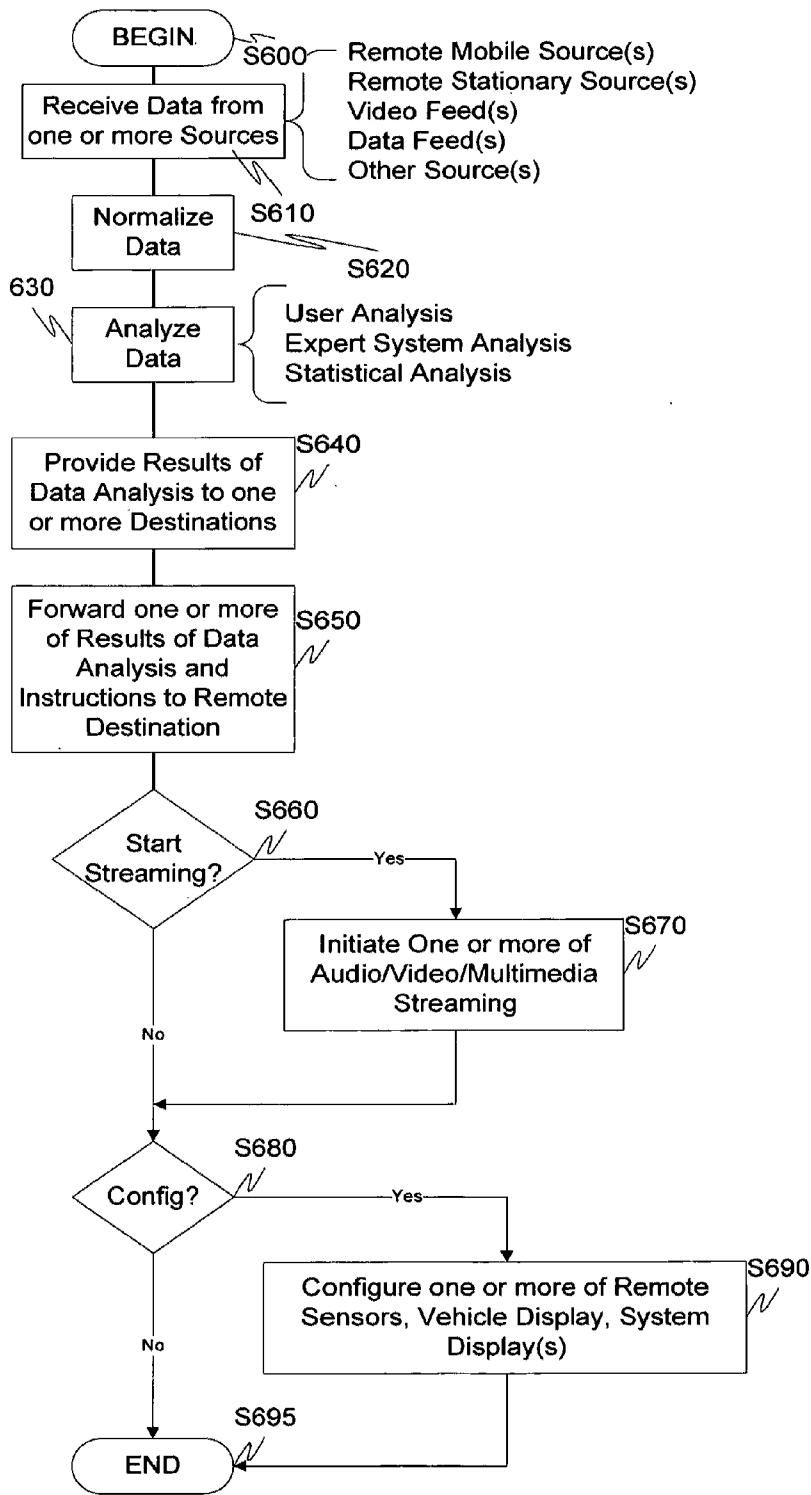 BEGIN
S600
Remote Mobile Source(s)
Remote Stationary Source(s)
Video Feed(s)
Data Feed(s)
Other Source(s)
Receive Data from
one or more Sources
S610
Normalize
Data
S620
630
Analyze
Data
User Analysis
Expert System Analysis
Statistical Analysis
S640
Provide Results of
Data Analysis to one
or more Destinations
S650
Forward one or more
of Results of Data
Analysis and
Instructions to Remote
Destination
S660
Start
Streaming?
Yes
S670
Initiate One or more of
Audio/Video/Multimedia
Streaming
No
S680
Config?
Yes
S690
Configure one or more of Remote
Sensors, Vehicle Display, System
Display(s)
No
S695
END